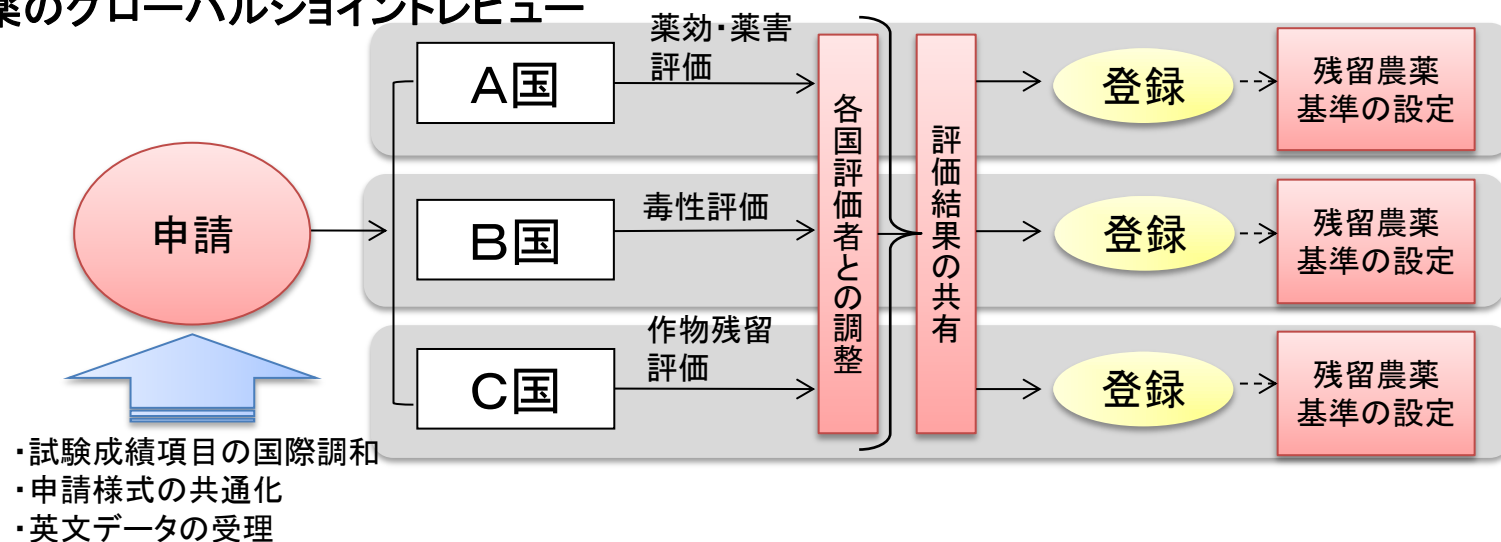 薬のグローバルジョイントレビュー
薬効・薬害
評価
A国
各国評価者との調整
評価結果の共有
登録
残留農薬
基準の設定
申請
毒性評価
B国
登録
残留農薬
基準の設定
作物残留
評価
C国
登録
残留農薬
基準の設定
・試験成績項目の国際調和
・申請様式の共通化
・英文データの受理